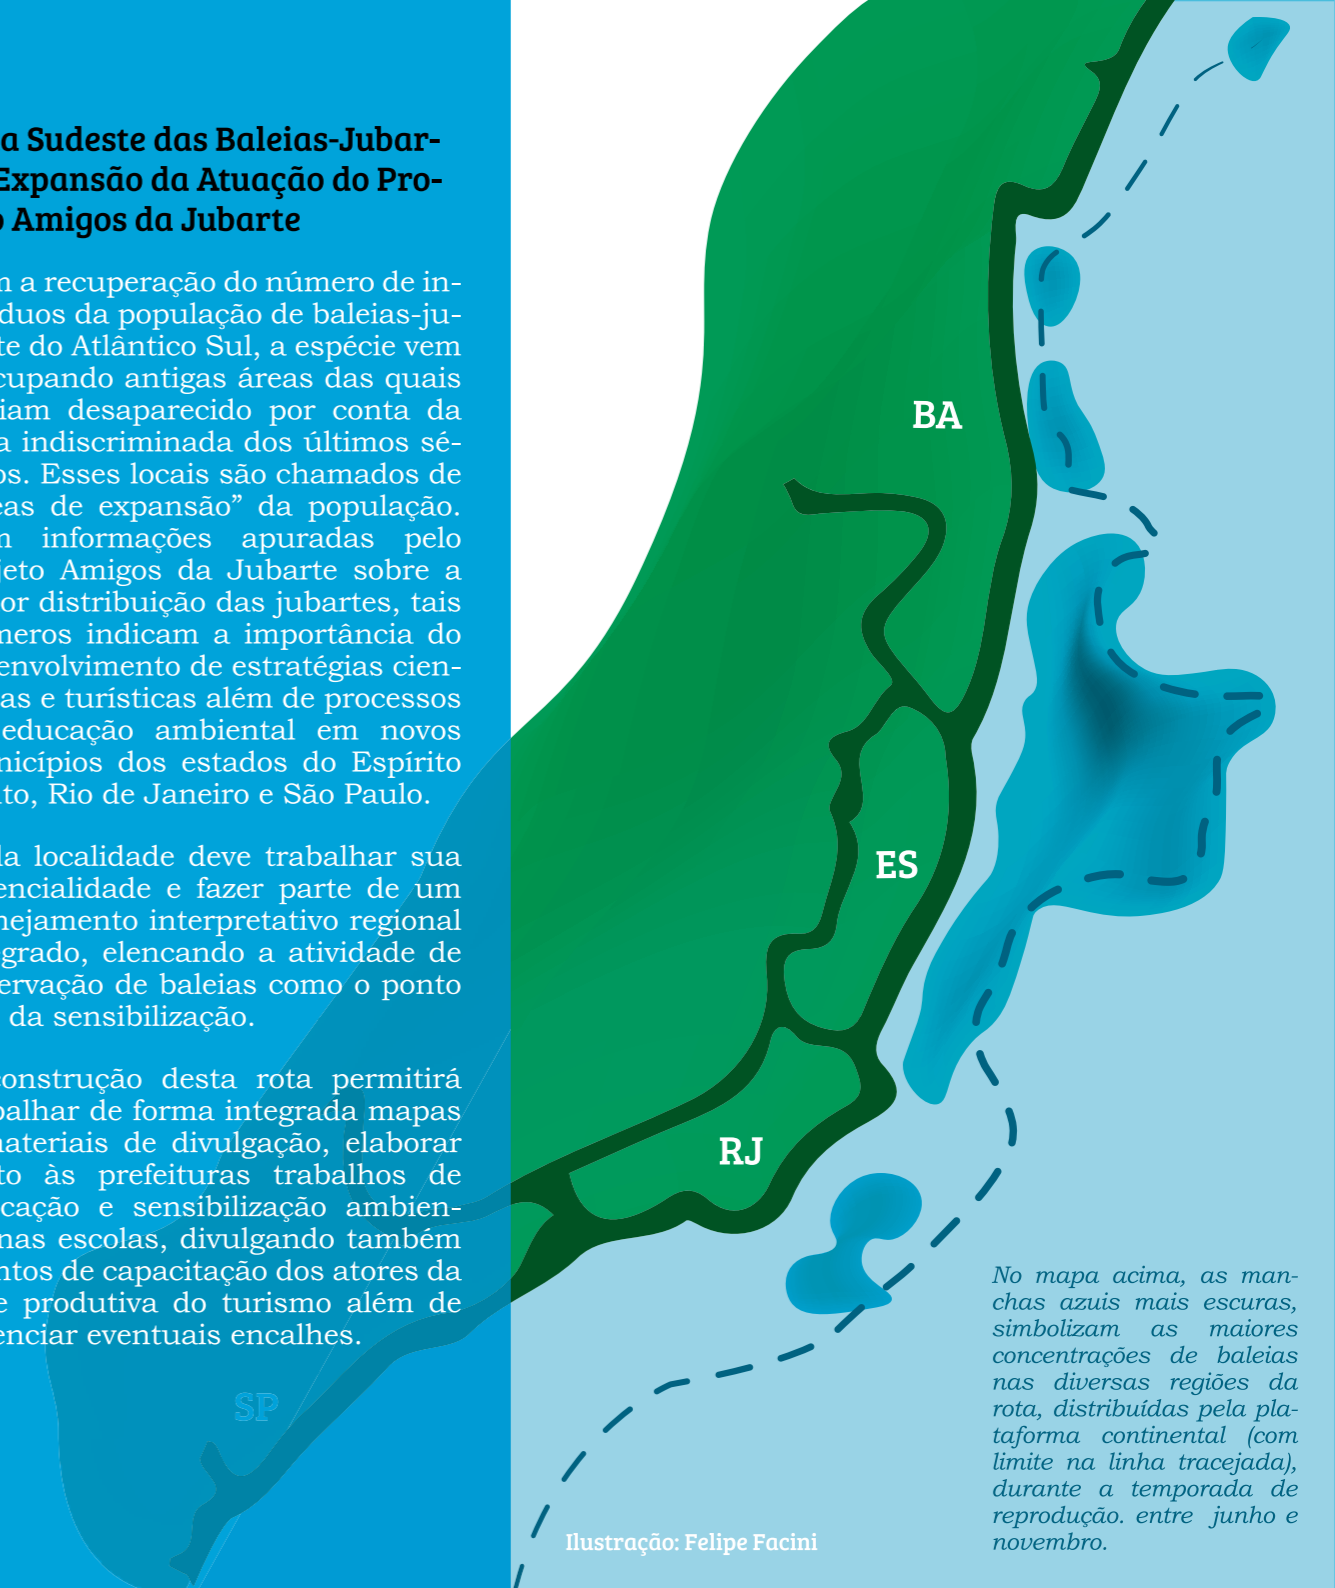 a Sudeste das Baleias-Jubar-
Expansão da Atuação do Pro-
o Amigos da Jubarte
m a recuperação do número de in-
duos da população de baleias-ju-
te do Atlântico Sul, a espécie vem
cupando antigas áreas das quais
iam desaparecido por conta da
a indiscriminada dos últimos sé-
os. Esses locais são chamados de
eas de expansão” da população.
m informações apuradas pelo
jeto Amigos da Jubarte sobre a
or distribuição das jubartes, tais
meros indicam a importância do
envolvimento de estratégias cien-
as e turísticas além de processos
educação ambiental em novos
nicípios dos estados do Espírito
nto, Rio de Janeiro e São Paulo.
da localidade deve trabalhar sua
encialidade e fazer parte de um
nejamento interpretativo regional
egrado, elencando a atividade de
ervação de baleias como o ponto
da sensibilização.
construção desta rota permitirá
balhar de forma integrada mapas
materiais de divulgação, elaborar
to às prefeituras trabalhos de
cação e sensibilização ambien-
nas escolas, divulgando também
ntos de capacitação dos atores da
e produtiva do turismo além de
enciar eventuais encalhes.
BA
ES
RJ
SP
No mapa acima, as man-
chas azuis mais escuras,
simbolizam as maiores
concentrações de baleias
nas diversas regiões da
rota, distribuídas pela pla-
taforma continental (com
limite na linha tracejada),
durante a temporada de
reprodução. entre junho e
novembro.
Ilustração: Felipe Facini